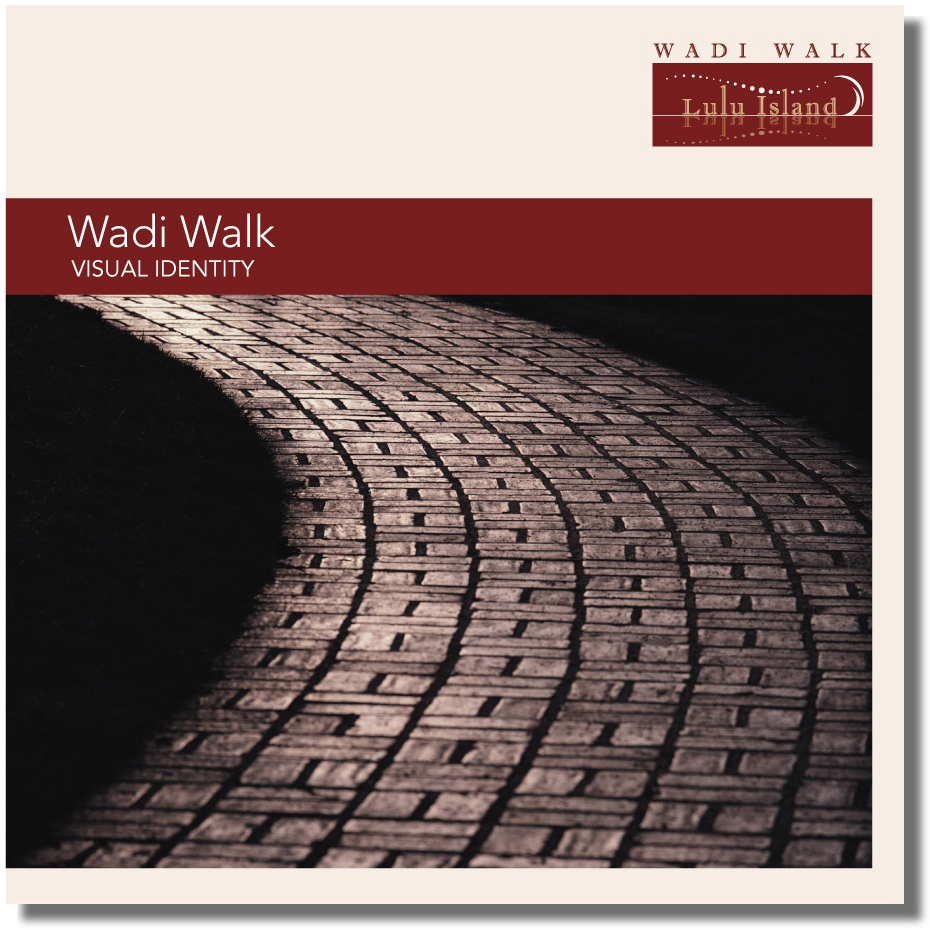 WADI WALK
Lulu Island
Wadi Walk
VISUAL IDENTITY